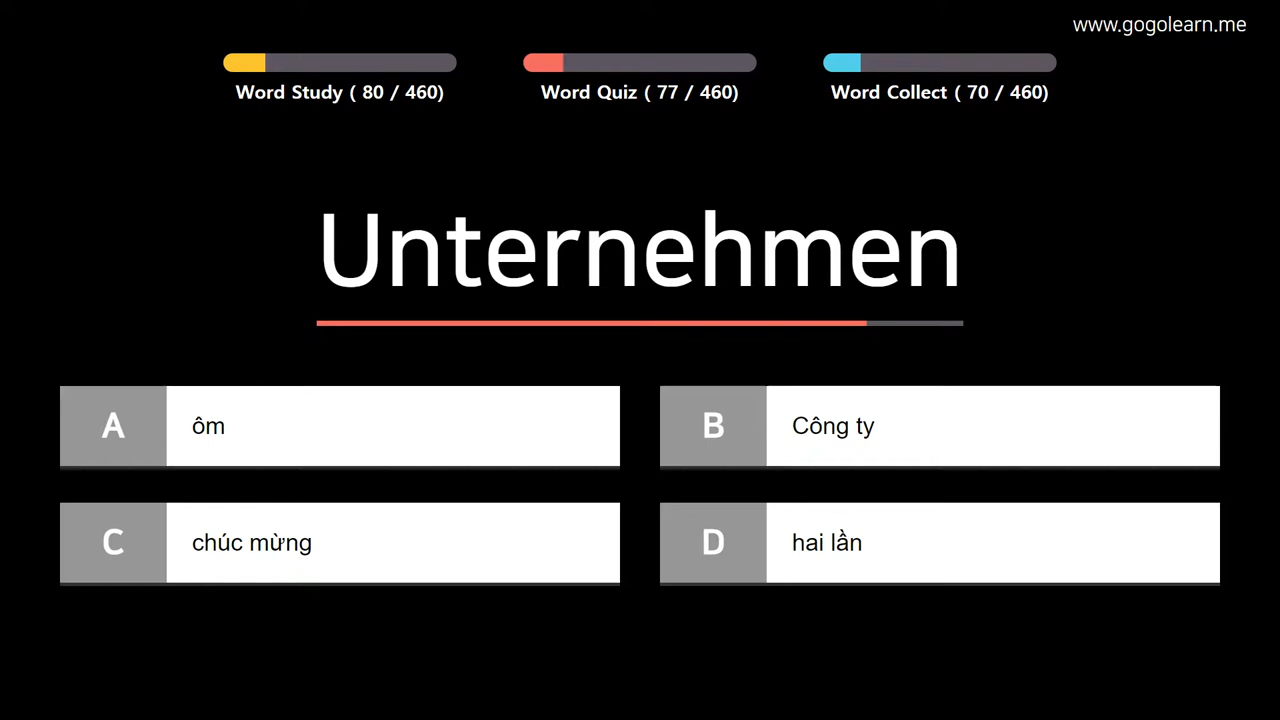 www.gogolearn.me
Word Study ( 80 / 460)
Word Quiz ( 77 / 460)
Word Collect ( 70 / 460)
Unternehmen
A ôm
B Công ty
C chúc mừng
D hai lần